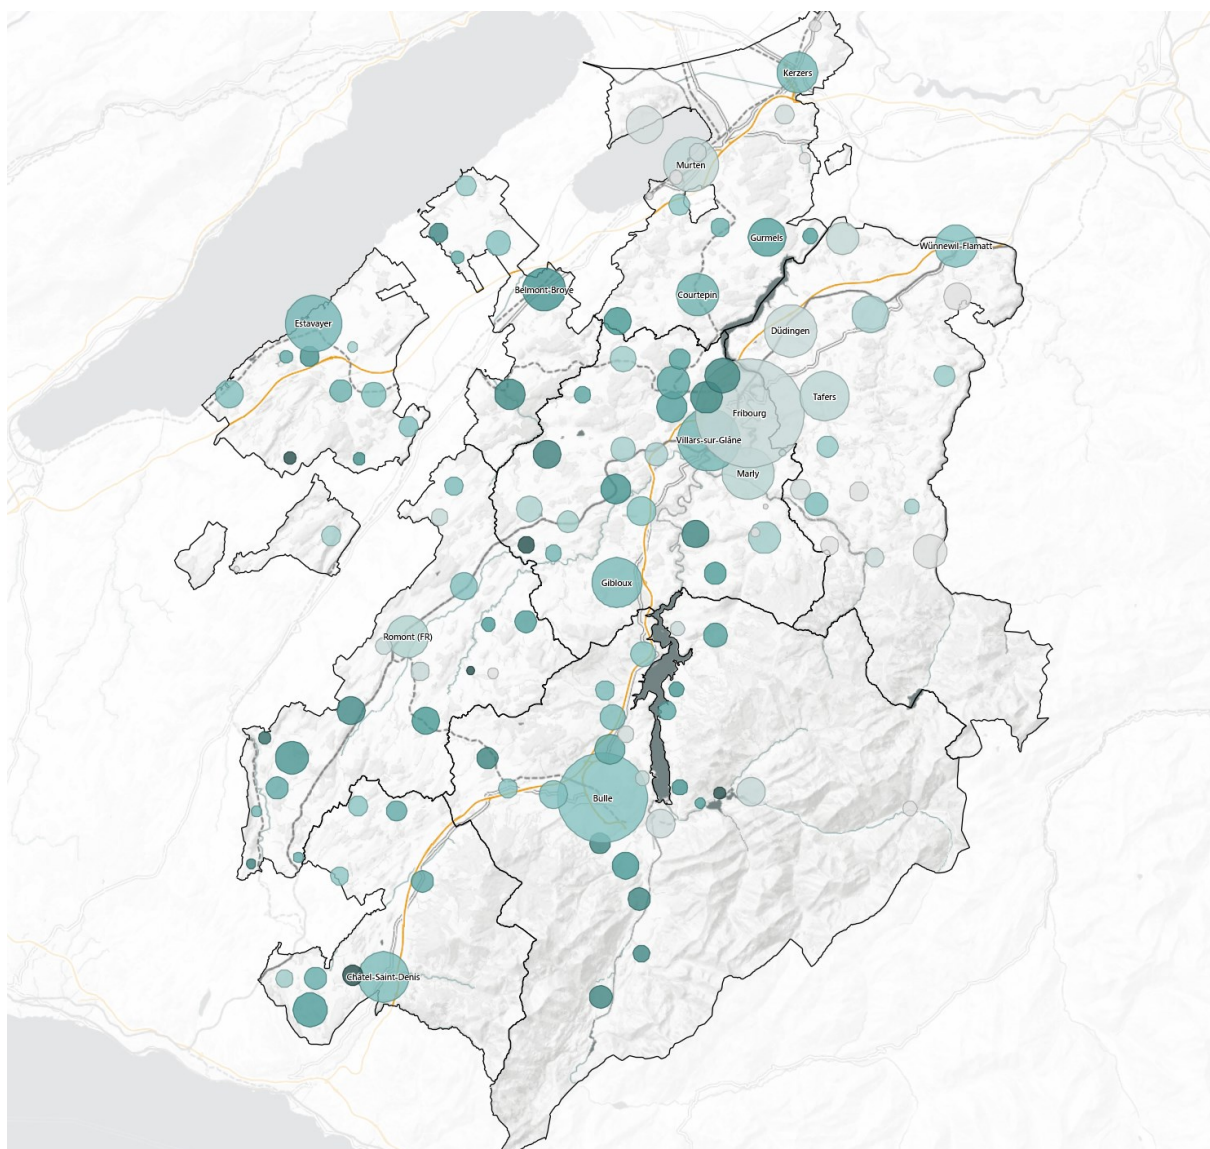 Kerzers
Murten
Gurmels
Wünnewil-Flamatt
Belmont-Broye
Courtepin
Estavayer
Düdingen
Tafers
Fribourg
Villars-sur-Glâne
Marly
Gibloux
Romont (FR)
Bulle
Châtel-Saint-Denis